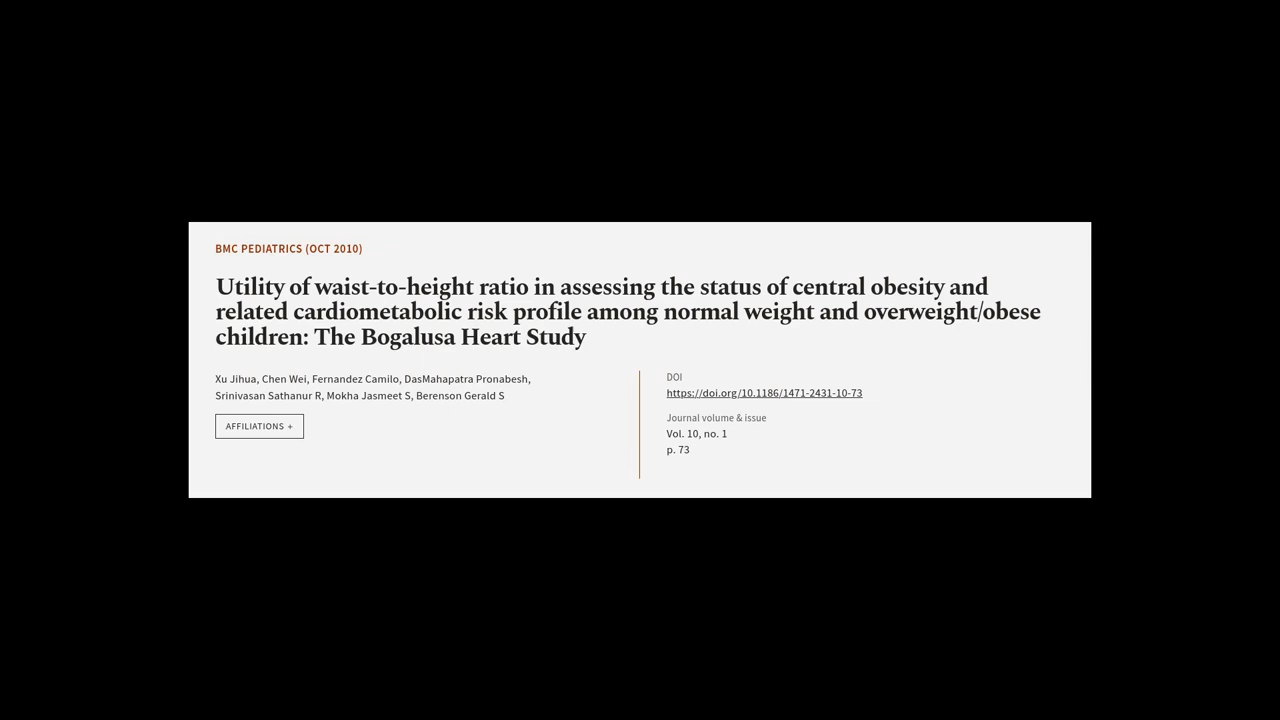 BMC PEDIATRICS (OCT 2010)
Utility of waist-to-height ratio in assessing the status of central obesity and
related cardiometabolic risk profile among normal weight and overweight/obese
children: The Bogalusa Heart Study
Xu Jihua, Chen Wei, Fernandez Camilo, DasMahapatra Pronabesh,
Srinivasan Sathanur R, Mokha Jasmeet S, Berenson Gerald S
AFFILIATIONS +
DOI
https://doi.org/10.1186/1471-2431-10-73
Journal volume & issue
Vol. 10, no. 1
p. 73